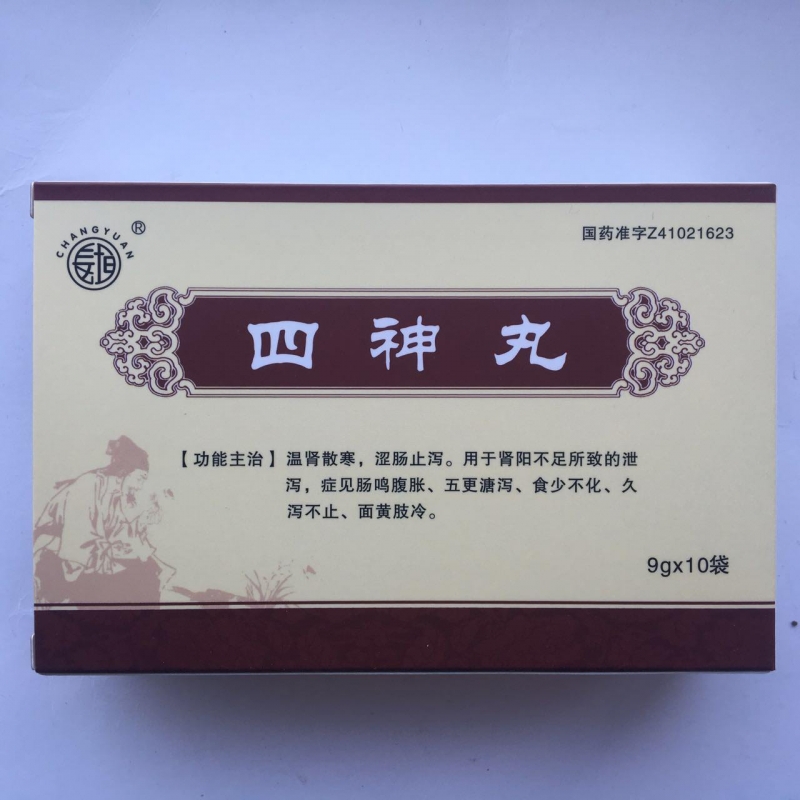 CHANGYUAN®
长垣
国药准字Z41021623
四神丸
【功能主治】温肾散寒，涩肠止泻。用于肾阳不足所致的泄
泻，症见肠鸣腹胀、五更溏泻、食少不化、久
泻不止、面黄肢冷。
9gx10袋